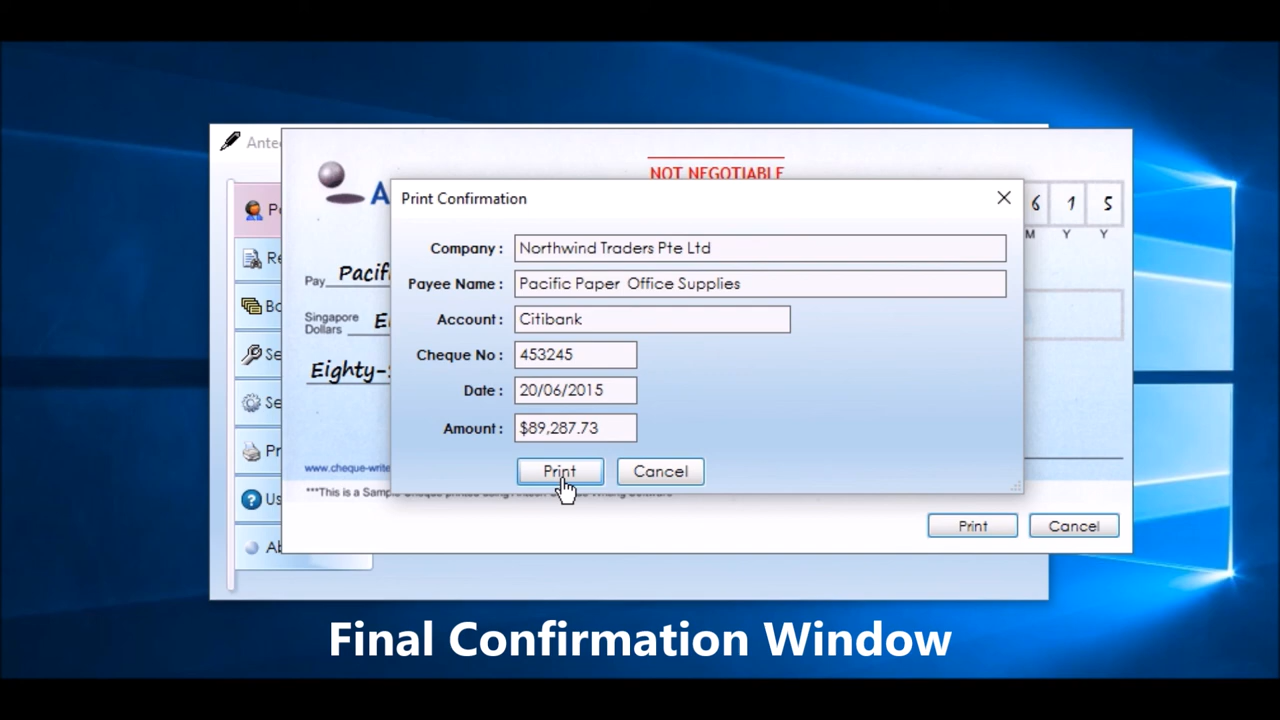 NOT NEGOTIABLE
Print Confirmation
6 1 5
M Y Y
Company : Northwind Traders Pte Ltd
Payee Name : Pacific Paper  Office Supplies
Account : Citibank
Cheque No : 453245
Date : 20/06/2015
Amount : $89,287.73
Print Cancel
Pay
Singapore
Dollars
Eighty-
www.cheque-write
***This is a Sample Cheque printed using
Print Cancel
Final Confirmation Window